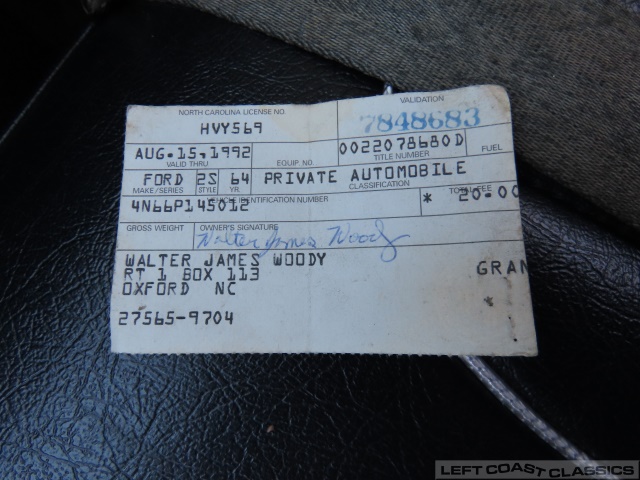 NORTH CAROLINA LICENSE NO. VALIDATION
HVY569 7848683
AUG.15,1992 0022078680D
VALID THRU EQUIP NO. TITLE NUMBER FUEL
FORD 2S 64 PRIVATE AUTOMOBILE
MAKE/SERIES STYLE YR. CLASSIFICATION
VEHICLE IDENTIFICATION NUMBER TOTAL FEE
4N66P145012 * 20.00
GROSS WEIGHT OWNER'S SIGNATURE
Walter James Woody
WALTER JAMES WOODY
RT 1 BOX 113 GRAN
OXFORD NC
27565-9704
LEFT COAST CLASSICS